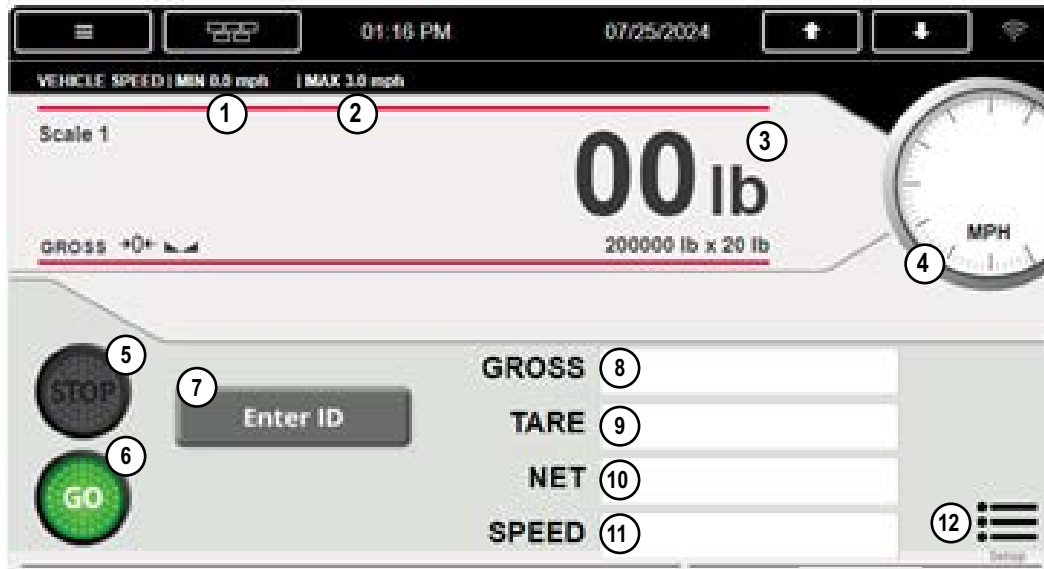 01:16 PM 07/25/2024
VEHICLE SPEED | MIN 0.0 mph | MAX 3.0 mph
1 2
Scale 1
3
00 lb
GROSS →0← 200000 lb x 20 lb
MPH
4
5
STOP
6
GO
7
Enter ID
GROSS 8
TARE 9
NET 10
SPEED 11
12
Setup